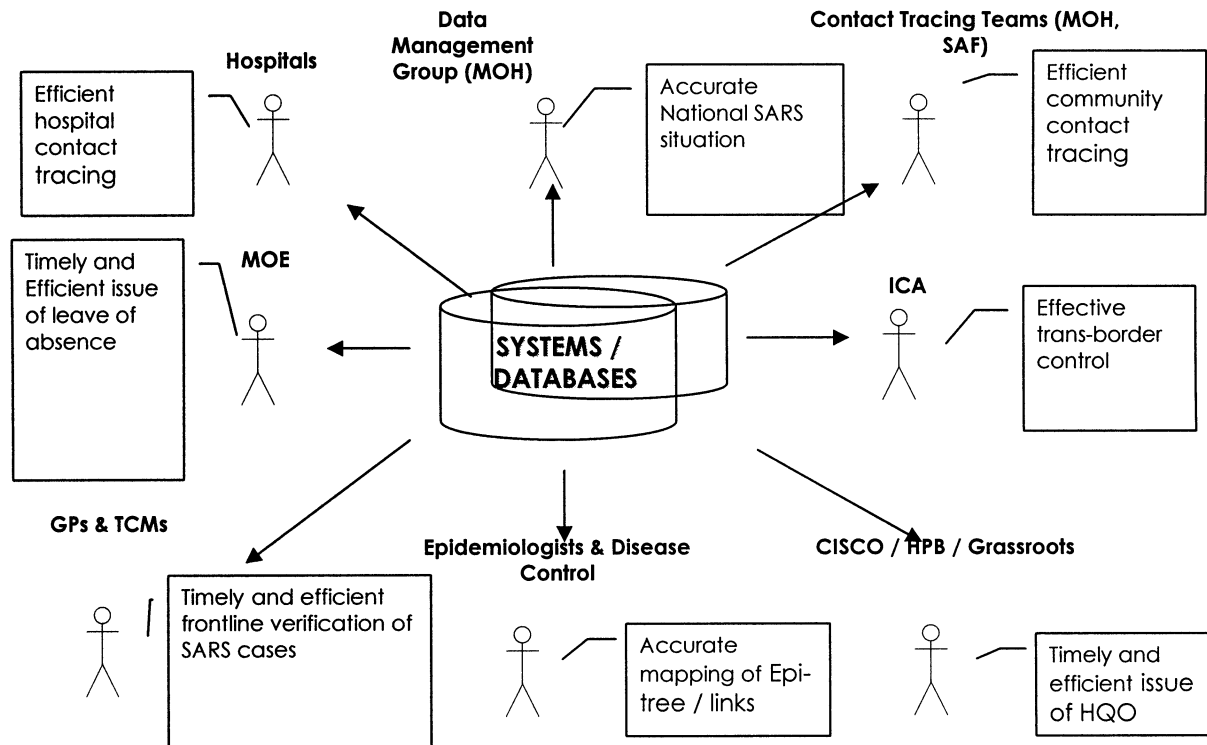 Hospitals
Efficient
hospital
contact
tracing
Data
Management
Group (MOH)
Accurate
National SARS
situation
Contact Tracing Teams (MOH,
SAF)
Efficient
community
contact
tracing
MOE
Timely and
Efficient issue
of leave of
absence
SYSTEMS /
DATABASES
ICA
Effective
trans-border
control
GPs & TCMs
Timely and efficient
frontline verification of
SARS cases
Epidemiologists & Disease
Control
Accurate
mapping of Epi-
tree / links
CISCO / HPB / Grassroots
Timely and
efficient issue
of HQO